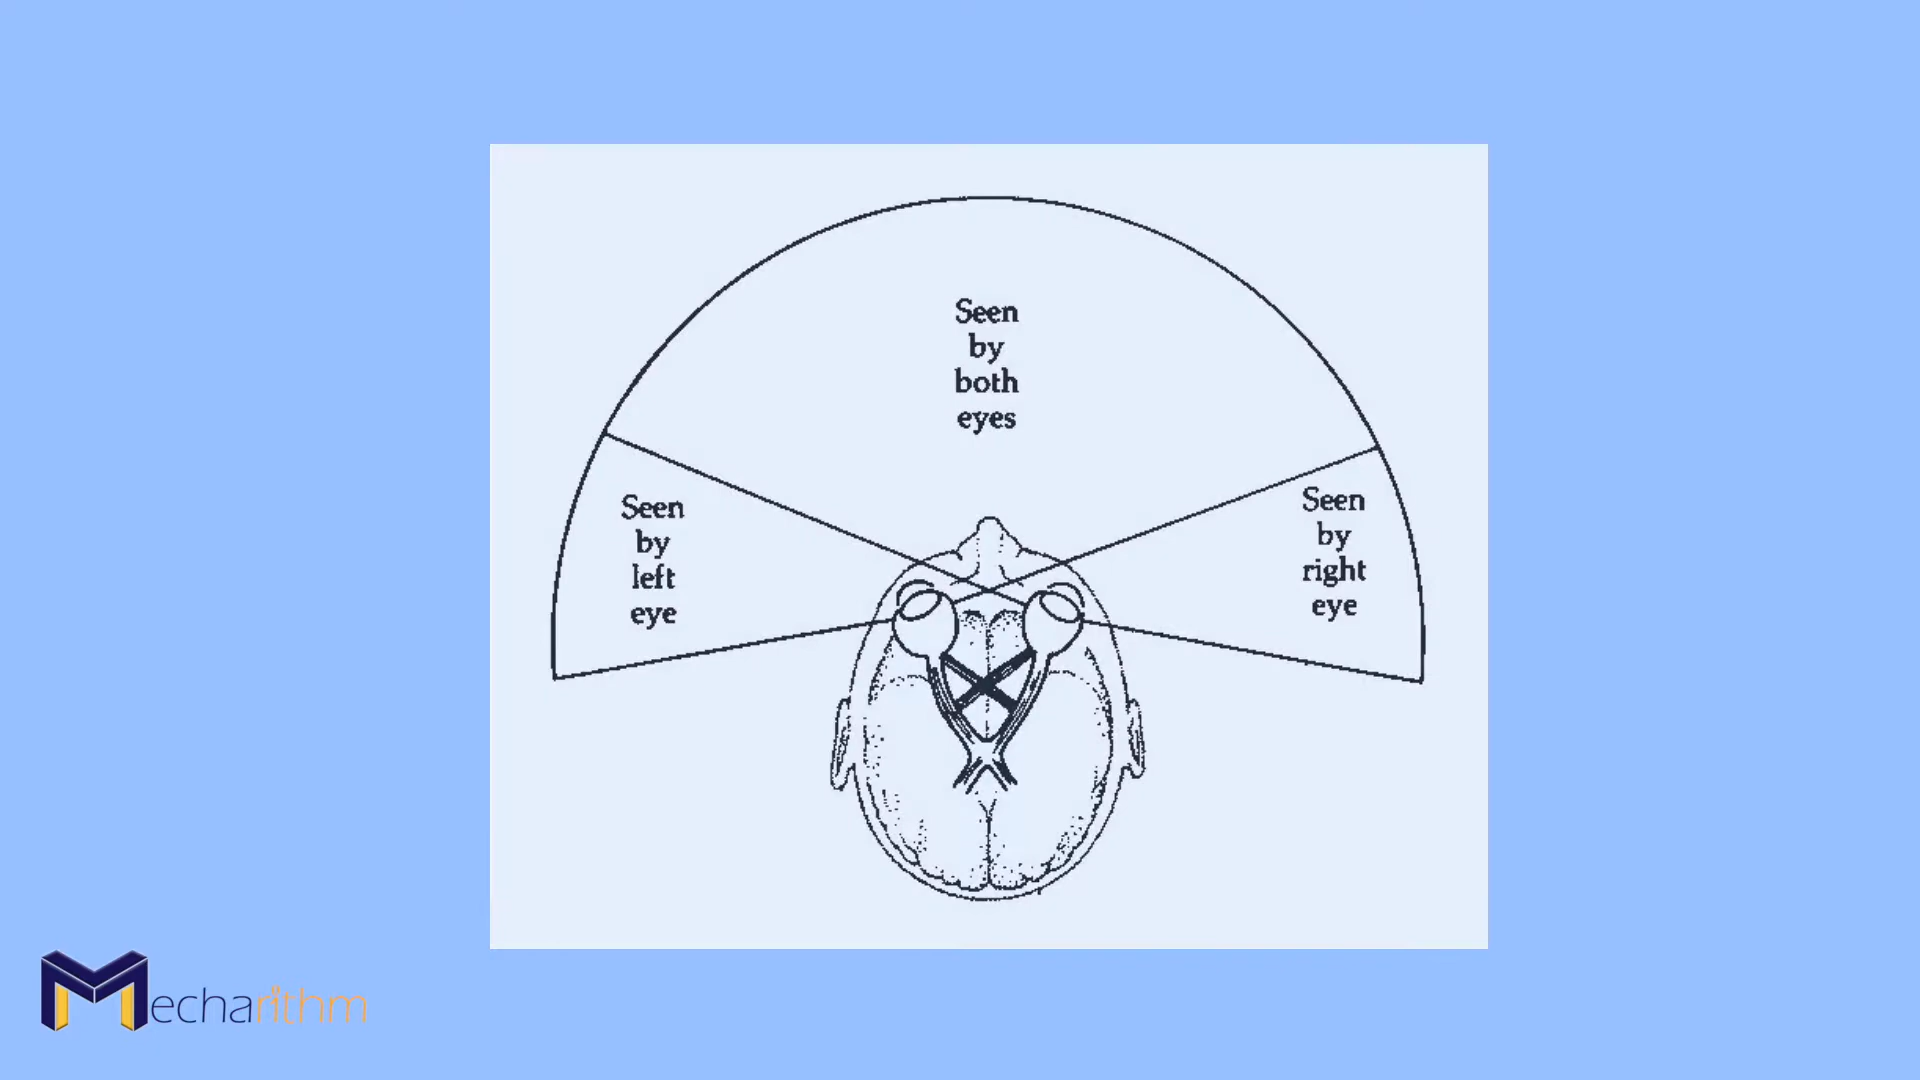 Seen
by
both
eyes
Seen
by
left
eye
Seen
by
right
eye
Mecharithm